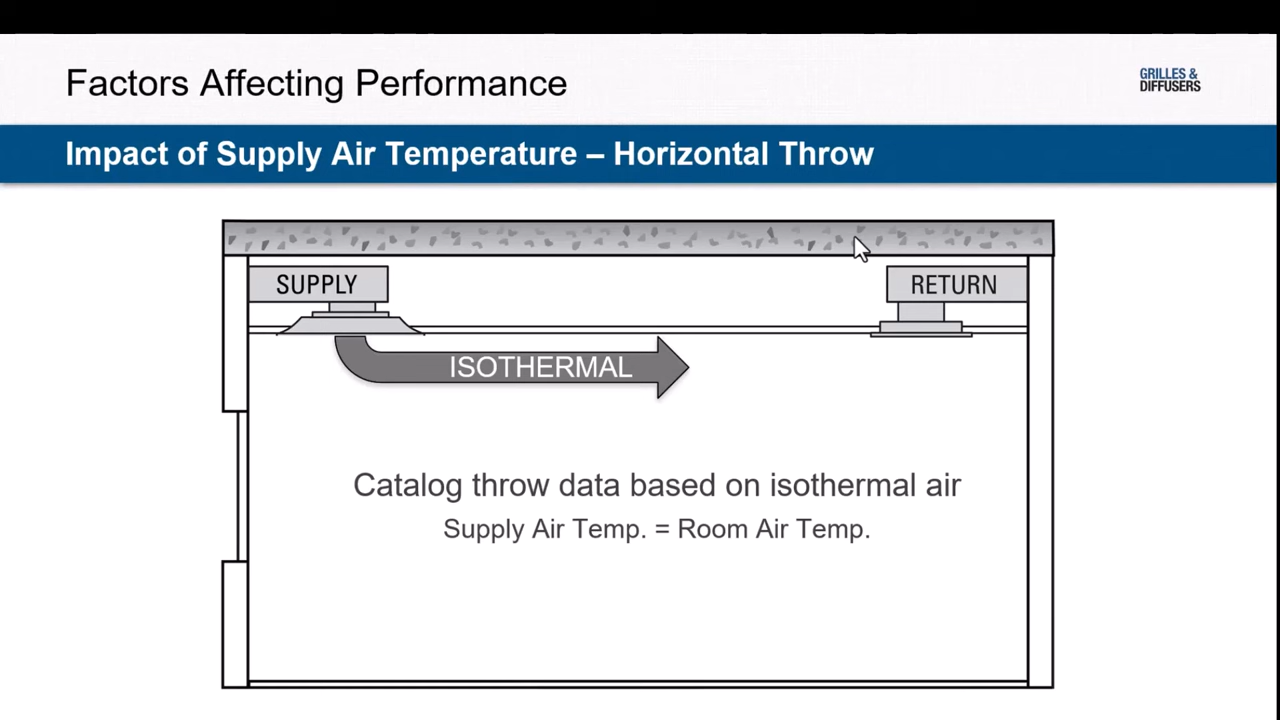 Factors Affecting Performance
GRILLES &
DIFFUSERS
Impact of Supply Air Temperature – Horizontal Throw
SUPPLY
RETURN
ISOTHERMAL
Catalog throw data based on isothermal air
Supply Air Temp. = Room Air Temp.